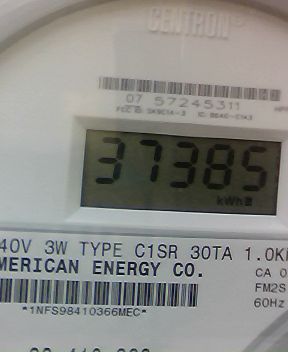 CENTRON
07 57245311
37385
kWh
40V 3W TYPE C1SR 30TA 1.0K
MERICAN ENERGY CO.
CA 0
FM2S
60Hz
*1NFS98410366MEC*